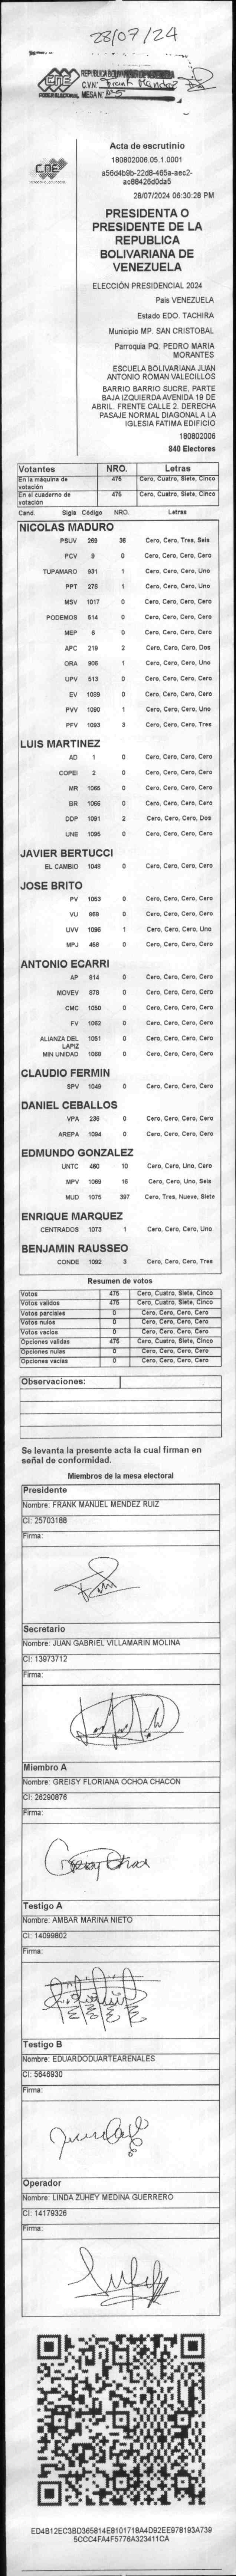 28/07/24
CNE
PODER ELECTORAL
REPUBLICA
C.V.N° Frank Mendez
MESA N°
CNE
Acta de escrutinio
180802006.05.1.0001
a56d4b9b-22d8-465a-aec2-
ac88426d0da5
28/07/2024 06:30:28 PM
PRESIDENTA O
PRESIDENTE DE LA
REPUBLICA
BOLIVARIANA DE
VENEZUELA
ELECCIÓN PRESIDENCIAL 2024
País VENEZUELA
Estado EDO. TACHIRA
Municipio MP. SAN CRISTOBAL
Parroquia PQ. PEDRO MARIA
MORANTES
ESCUELA BOLIVARIANA JUAN
ANTONIO ROMAN VALECILLOS
BARRIO BARRIO SUCRE, PARTE
BAJA IZQUIERDA AVENIDA 19 DE
ABRIL. FRENTE CALLE 2. DERECHA
PASAJE NORMAL DIAGONAL A LA
IGLESIA FATIMA EDIFICIO
180802006
840 Electores
Votantes NRO. Letras
En la máquina de votación 475 Cero, Cuatro, Siete, Cinco
En el cuaderno de votación 475 Cero, Cuatro, Siete, Cinco
Cand. Sigla Código NRO. Letras
NICOLAS MADURO
PSUV 269 36 Cero, Cero, Tres, Seis
PCV 9 0 Cero, Cero, Cero, Cero
TUPAMARO 931 1 Cero, Cero, Cero, Uno
PPT 276 1 Cero, Cero, Cero, Uno
MSV 1017 0 Cero, Cero, Cero, Cero
PODEMOS 514 0 Cero, Cero, Cero, Cero
MEP 6 0 Cero, Cero, Cero, Cero
APC 219 2 Cero, Cero, Cero, Dos
ORA 906 1 Cero, Cero, Cero, Uno
UPV 513 0 Cero, Cero, Cero, Cero
EV 1089 0 Cero, Cero, Cero, Cero
PVV 1090 1 Cero, Cero, Cero, Uno
PFV 1093 3 Cero, Cero, Cero, Tres
LUIS MARTINEZ
AD 1 0 Cero, Cero, Cero, Cero
COPEI 2 0 Cero, Cero, Cero, Cero
MR 1065 0 Cero, Cero, Cero, Cero
BR 1066 0 Cero, Cero, Cero, Cero
DDP 1091 2 Cero, Cero, Cero, Dos
UNE 1095 0 Cero, Cero, Cero, Cero
JAVIER BERTUCCI
EL CAMBIO 1048 0 Cero, Cero, Cero, Cero
JOSE BRITO
PV 1053 0 Cero, Cero, Cero, Cero
VU 868 0 Cero, Cero, Cero, Cero
UVV 1096 1 Cero, Cero, Cero, Uno
MPJ 458 0 Cero, Cero, Cero, Cero
ANTONIO ECARRI
AP 814 0 Cero, Cero, Cero, Cero
MOVEV 878 0 Cero, Cero, Cero, Cero
CMC 1050 0 Cero, Cero, Cero, Cero
FV 1062 0 Cero, Cero, Cero, Cero
ALIANZA DEL LAPIZ 1051 0 Cero, Cero, Cero, Cero
MIN UNIDAD 1088 0 Cero, Cero, Cero, Cero
CLAUDIO FERMIN
SPV 1049 0 Cero, Cero, Cero, Cero
DANIEL CEBALLOS
VPA 236 0 Cero, Cero, Cero, Cero
AREPA 1094 0 Cero, Cero, Cero, Cero
EDMUNDO GONZALEZ
UNTC 460 10 Cero, Cero, Uno, Cero
MPV 1069 16 Cero, Cero, Uno, Seis
MUD 1075 397 Cero, Tres, Nueve, Siete
ENRIQUE MARQUEZ
CENTRADOS 1073 1 Cero, Cero, Cero, Uno
BENJAMIN RAUSSEO
CONDE 1092 3 Cero, Cero, Cero, Tres
Resumen de votos
Votos 475 Cero, Cuatro, Siete, Cinco
Votos validos 475 Cero, Cuatro, Siete, Cinco
Votos parciales 0 Cero, Cero, Cero, Cero
Votos nulos 0 Cero, Cero, Cero, Cero
Votos vacios 0 Cero, Cero, Cero, Cero
Opciones validas 475 Cero, Cuatro, Siete, Cinco
Opciones nulas 0 Cero, Cero, Cero, Cero
Opciones vacias 0 Cero, Cero, Cero, Cero
Observaciones:
Se levanta la presente acta la cual firman en
señal de conformidad.
Miembros de la mesa electoral
Presidente
Nombre: FRANK MANUEL MENDEZ RUIZ
CI: 25703188
Firma:
Secretario
Nombre: JUAN GABRIEL VILLAMARIN MOLINA
CI: 13973712
Firma:
Miembro A
Nombre: GREISY FLORIANA OCHOA CHACON
CI: 26290876
Firma:
Greisy Ochoa
Testigo A
Nombre: AMBAR MARINA NIETO
CI: 14099802
Firma:
Testigo B
Nombre: EDUARDODUARTEARENALES
CI: 5646930
Firma:
Operador
Nombre: LINDA ZUHEY MEDINA GUERRERO
CI: 14179326
Firma:
ED4B12EC3BD365814E8101718A4D92EE978193A739
5CCC4FA4F5776A323411CA